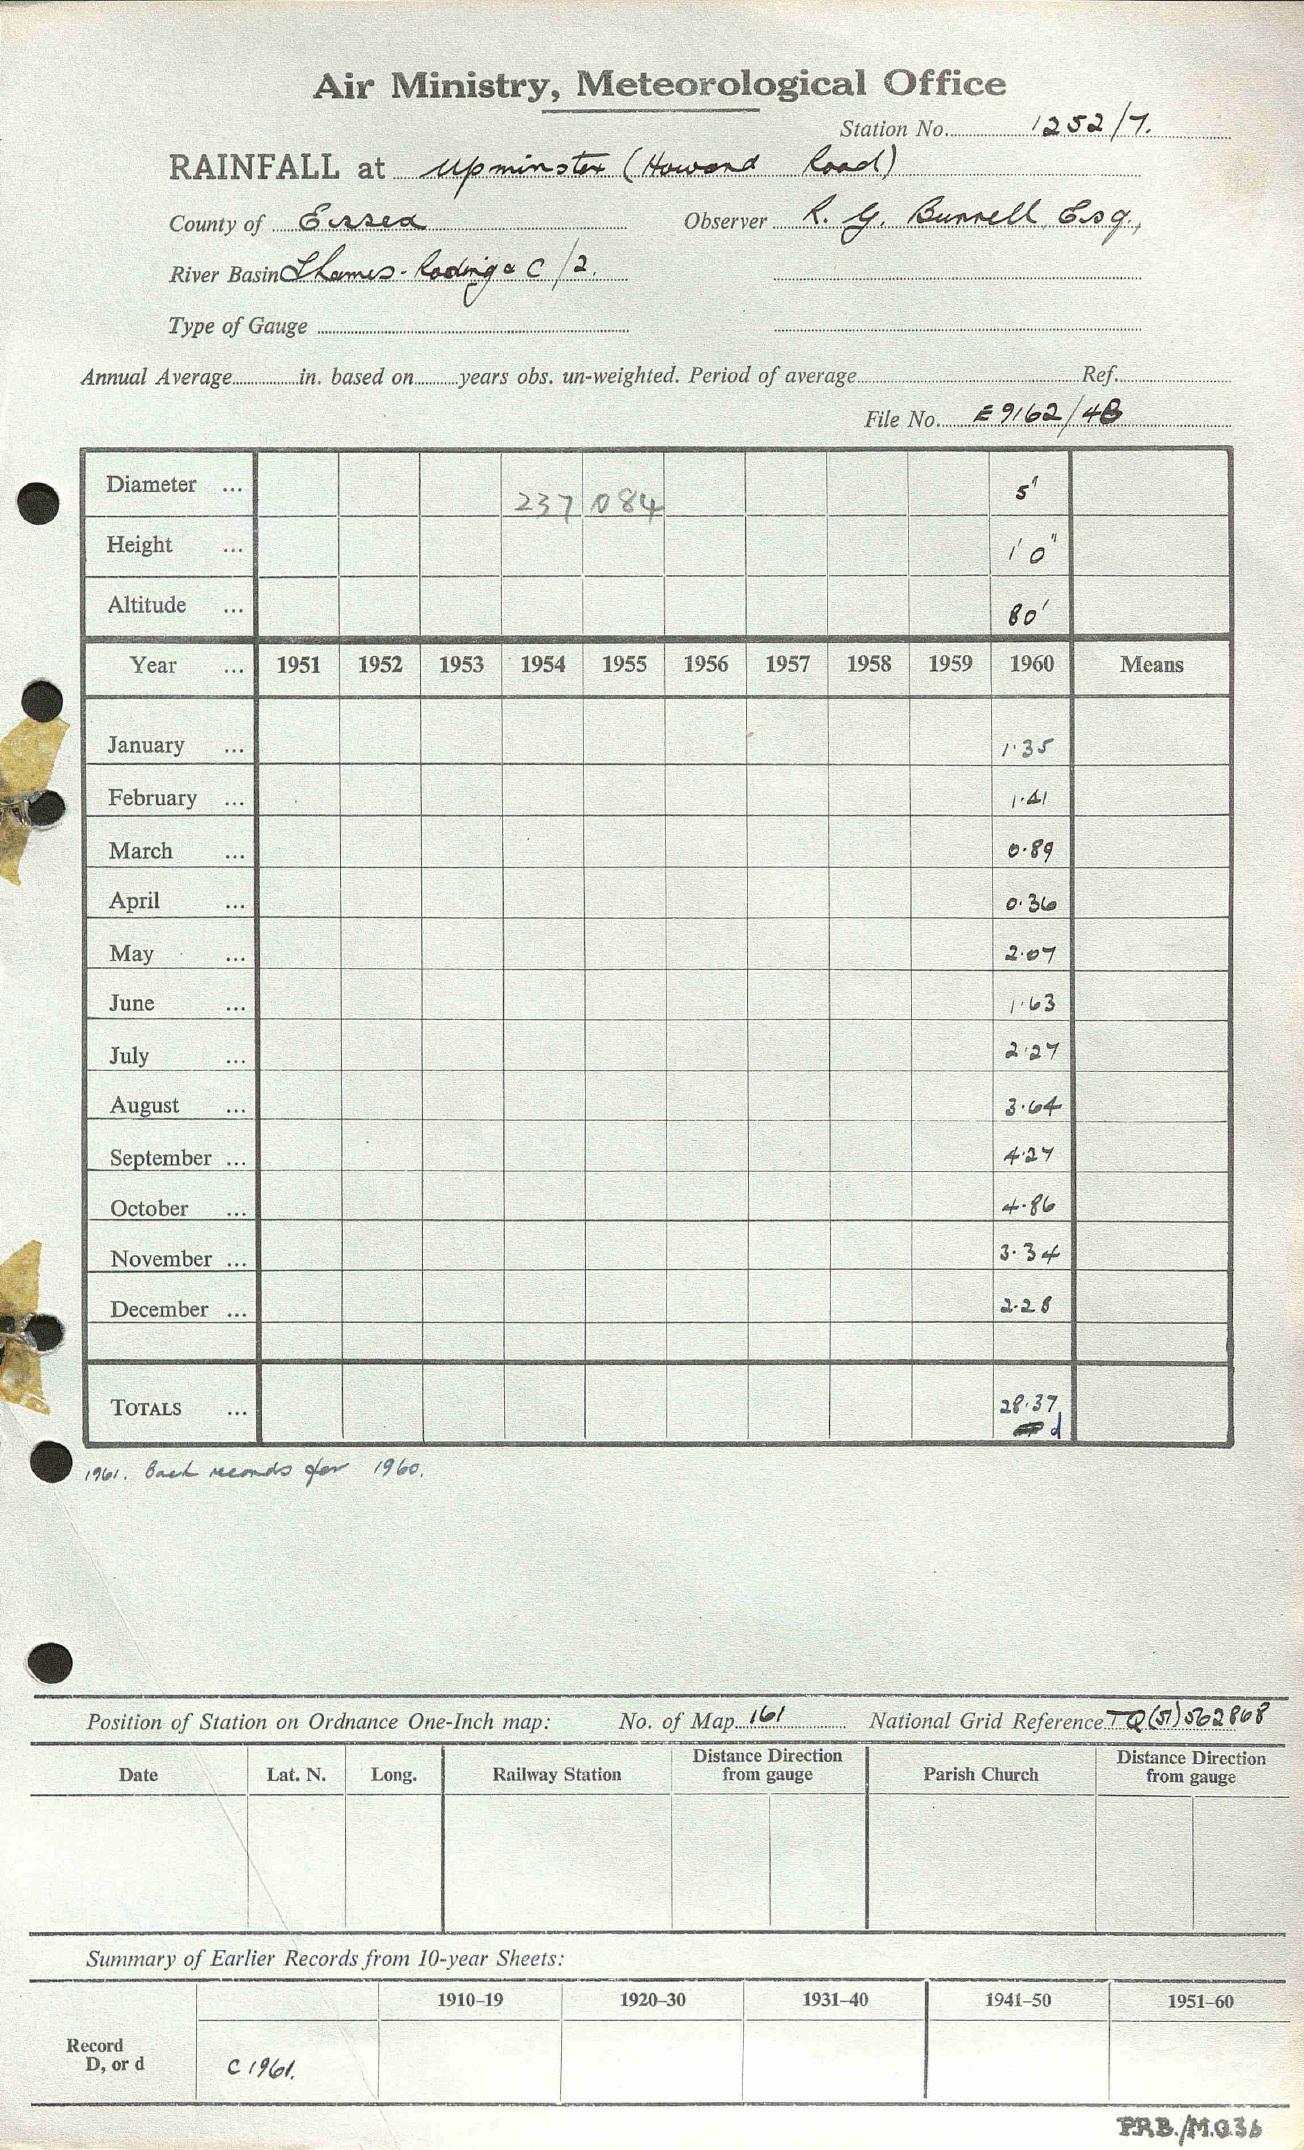 Air Ministry, Meteorological Office
Station No. 1252/7.
RAINFALL at Upminster (Howard Road)
County of Essex Observer R. G. Burrell, Esq.,
River Basin Thames - Roding & C/2.
Type of Gauge
Annual Average in. based on years obs. un-weighted. Period of average Ref.
File No. E 9162/4B
Diameter ... 237 084 5"
Height ... 1' 0"
Altitude ... 80'
Year ... 1951 1952 1953 1954 1955 1956 1957 1958 1959 1960 Means
January ... 1.35
February ... 1.41
March ... 0.89
April ... 0.36
May ... 2.07
June ... 1.63
July ... 2.27
August ... 3.64
September ... 4.27
October ... 4.86
November ... 3.34
December ... 2.28
TOTALS ... 28.37
d
1961. Back records for 1960.
Position of Station on Ordnance One-Inch map: No. of Map 161 National Grid Reference TQ (51) 562868
Date Lat. N. Long. Railway Station Distance Direction from gauge Parish Church Distance Direction from gauge
Summary of Earlier Records from 10-year Sheets:
1910–19 1920–30 1931–40 1941–50 1951–60
Record
D, or d C 1961.
P.R.B./M.O.36